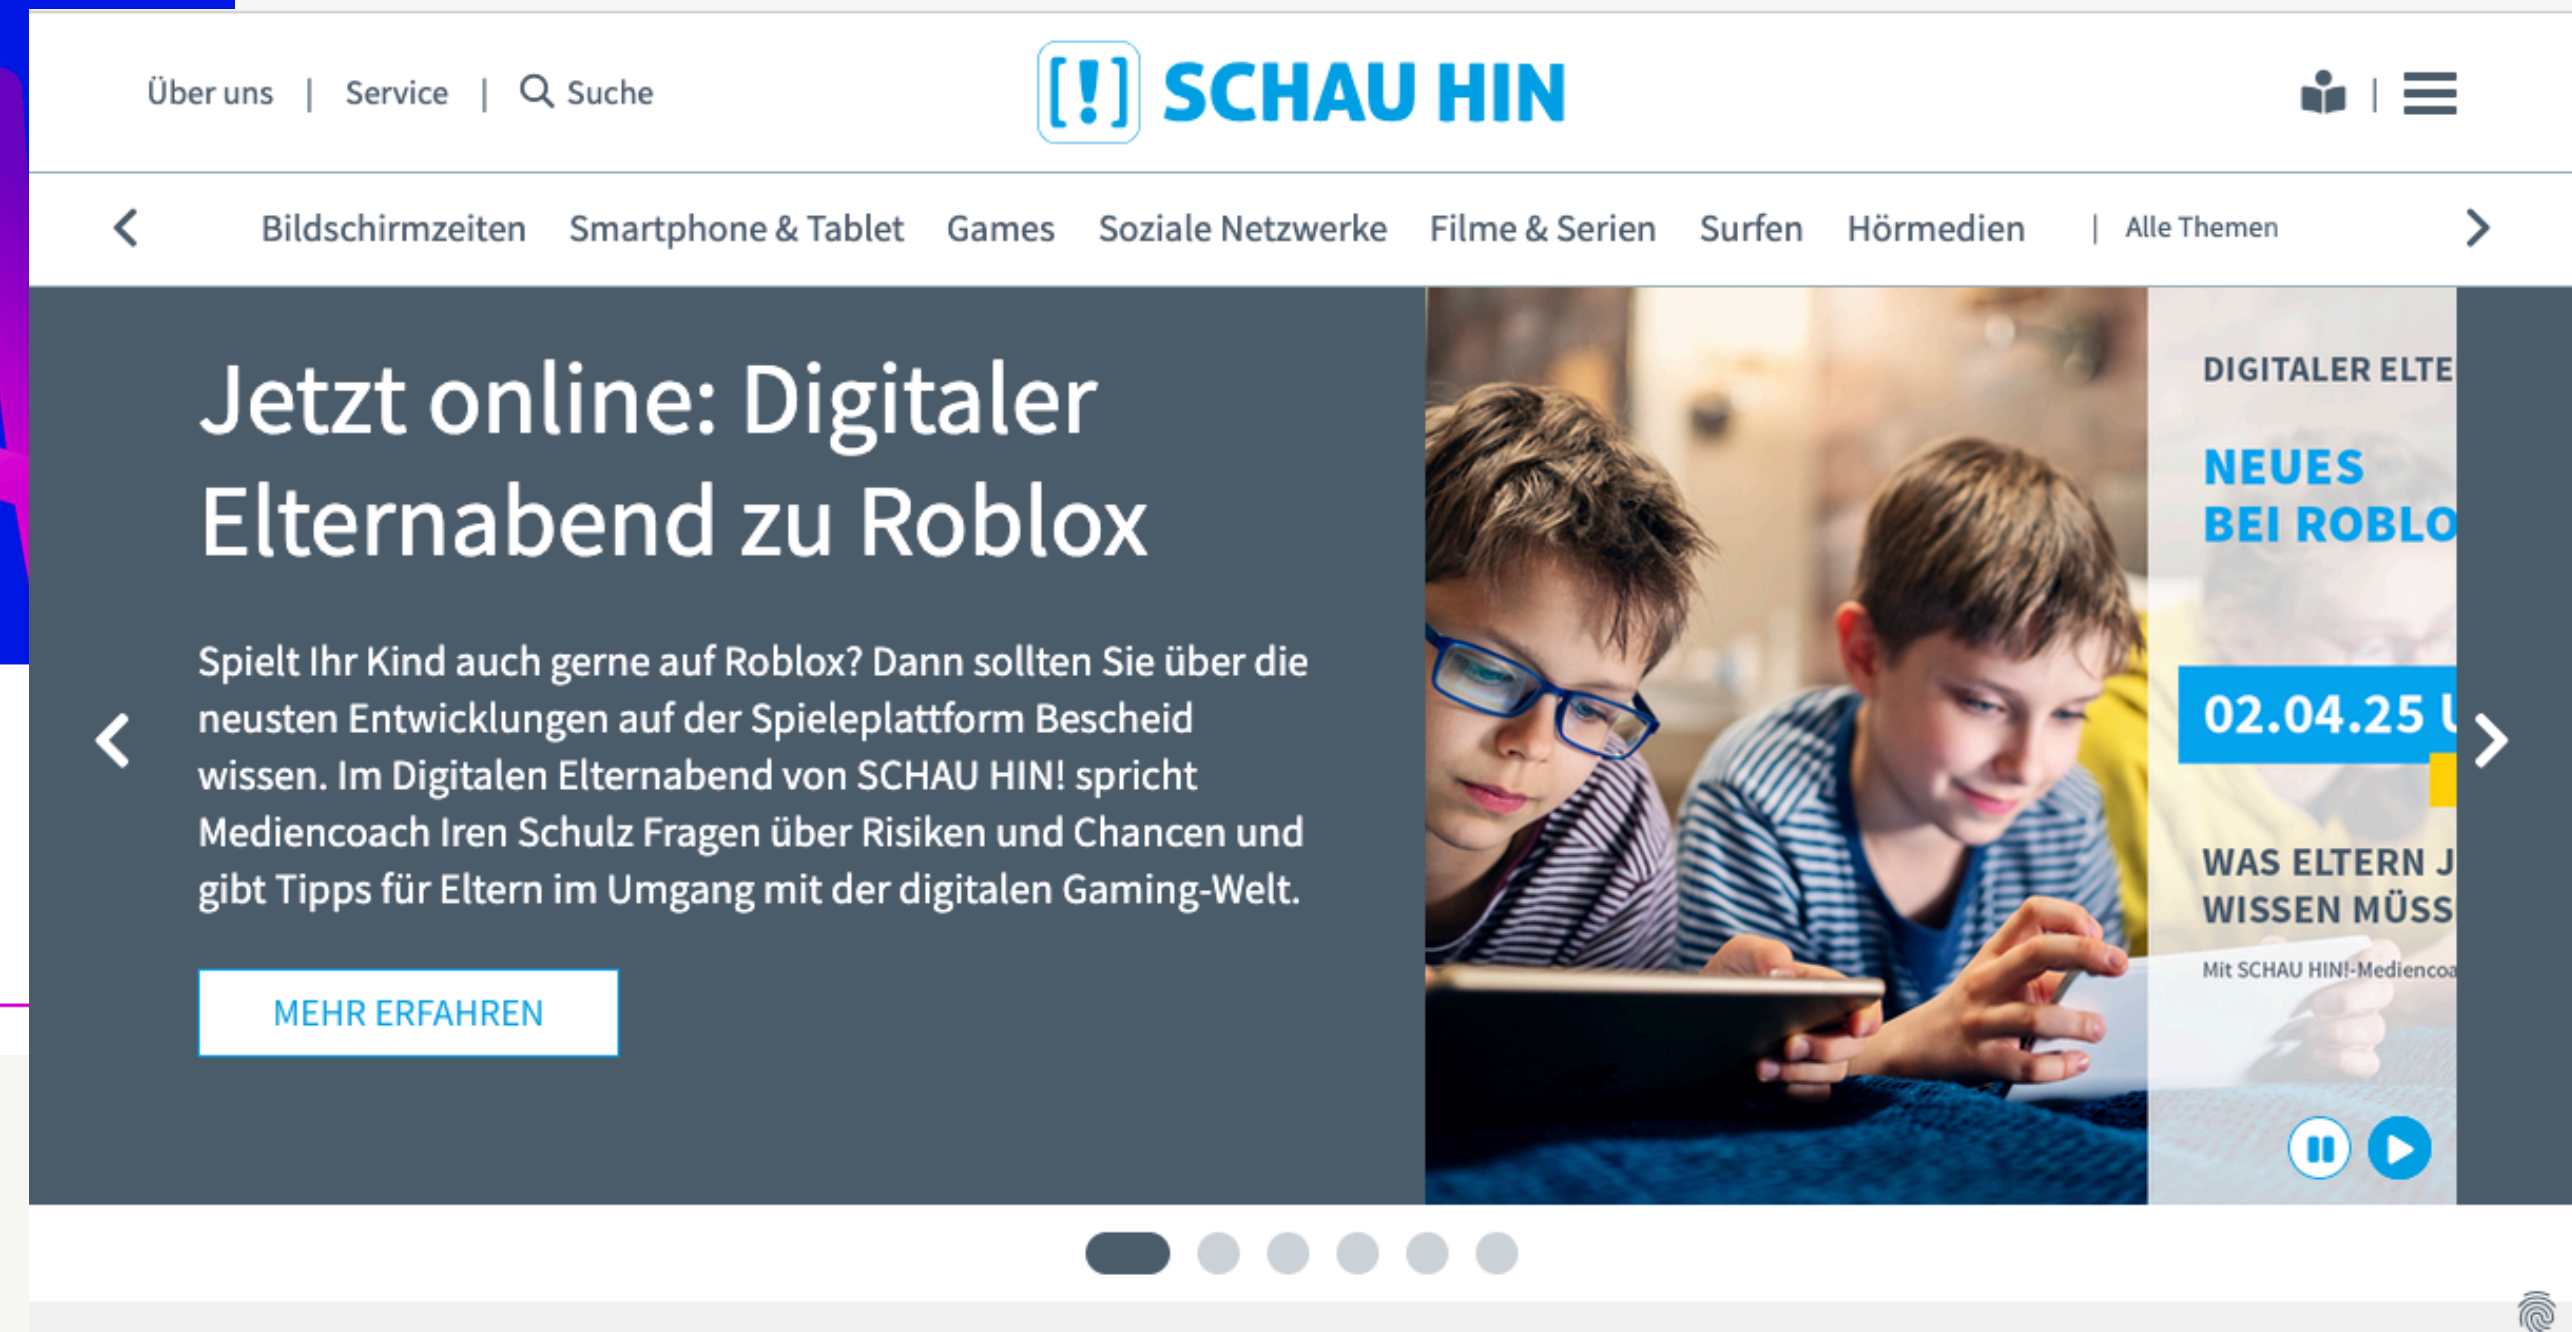 Über uns | Service | Suche
[!] SCHAU HIN
Bildschirmzeiten Smartphone & Tablet Games Soziale Netzwerke Filme & Serien Surfen Hörmedien | Alle Themen
Jetzt online: Digitaler
Elternabend zu Roblox
Spielt Ihr Kind auch gerne auf Roblox? Dann sollten Sie über die
neusten Entwicklungen auf der Spieleplattform Bescheid
wissen. Im Digitalen Elternabend von SCHAU HIN! spricht
Mediencoach Iren Schulz Fragen über Risiken und Chancen und
gibt Tipps für Eltern im Umgang mit der digitalen Gaming-Welt.
MEHR ERFAHREN
DIGITALER ELTE
NEUES
BEI ROBLO
02.04.25 U
WAS ELTERN J
WISSEN MÜSS
Mit SCHAU HIN!-Mediencoa